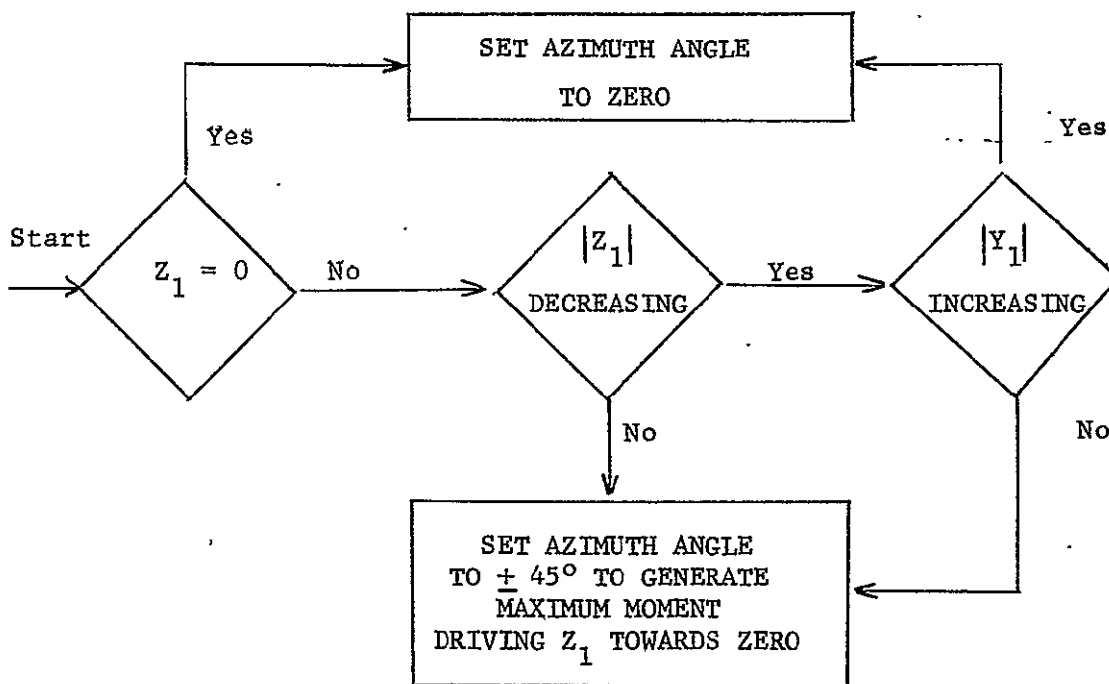 SET AZIMUTH ANGLE
TO ZERO
Yes
Yes
Start
Z₁ = 0
No
|Z₁|
DECREASING
Yes
|Y₁|
INCREASING
No
No
SET AZIMUTH ANGLE
TO ± 45° TO GENERATE
MAXIMUM MOMENT
DRIVING Z₁ TOWARDS ZERO